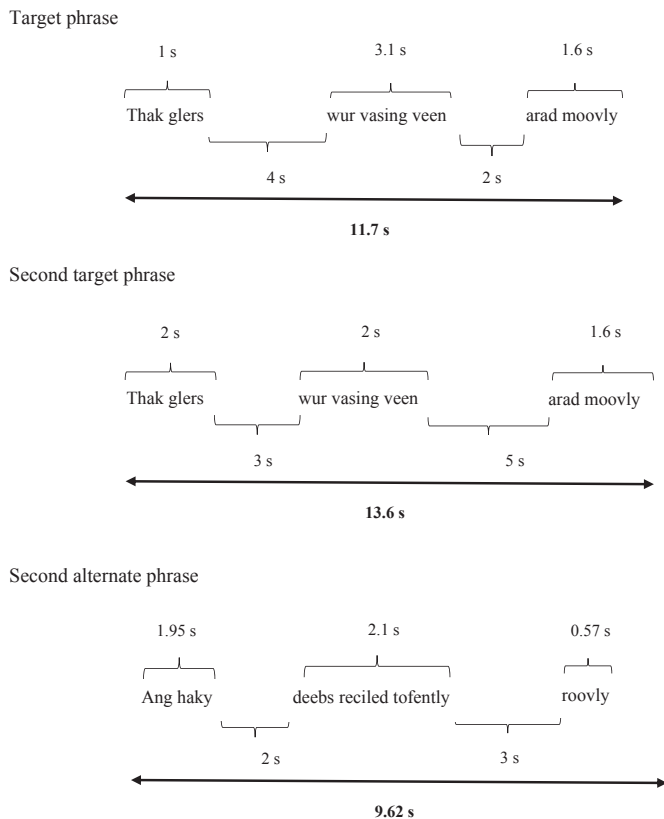 Target phrase
1 s 3.1 s 1.6 s
Thak glers wur vasing veen arad moovly
4 s 2 s
11.7 s
Second target phrase
2 s 2 s 1.6 s
Thak glers wur vasing veen arad moovly
3 s 5 s
13.6 s
Second alternate phrase
1.95 s 2.1 s 0.57 s
Ang haky deebs reciled tofently roovly
2 s 3 s
9.62 s